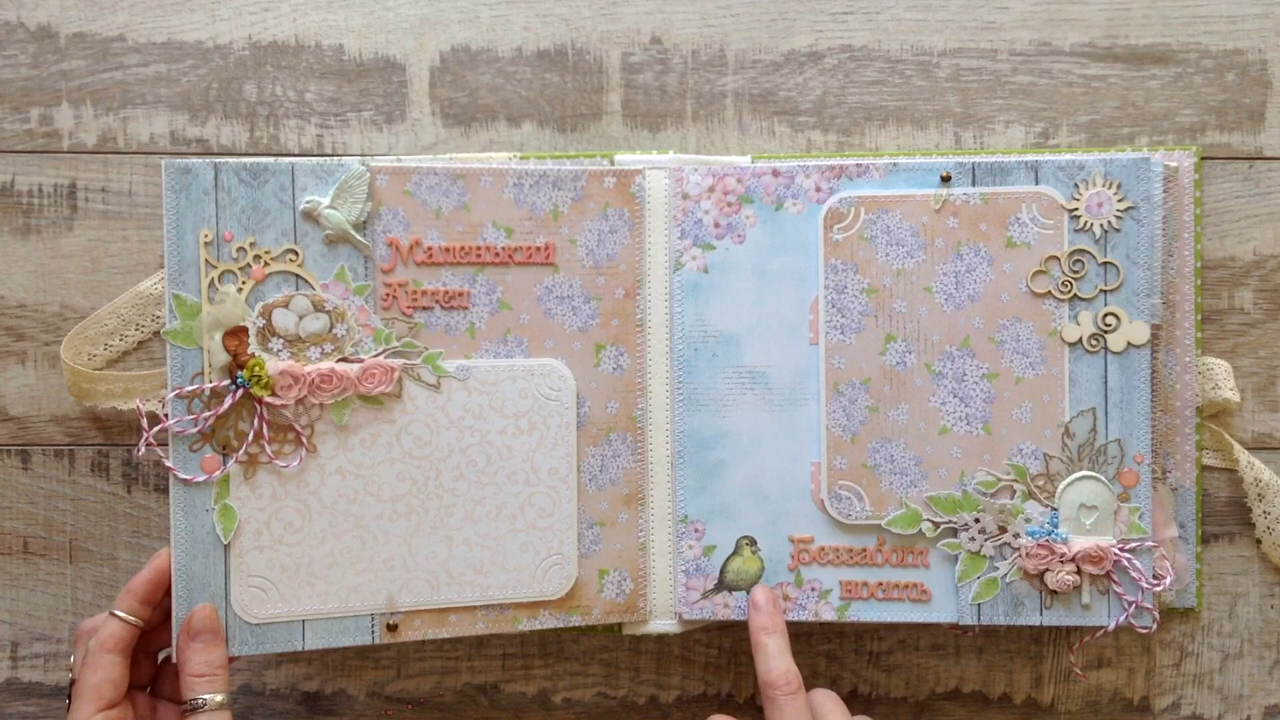 Маленький
Ангел
Беззабот
ность